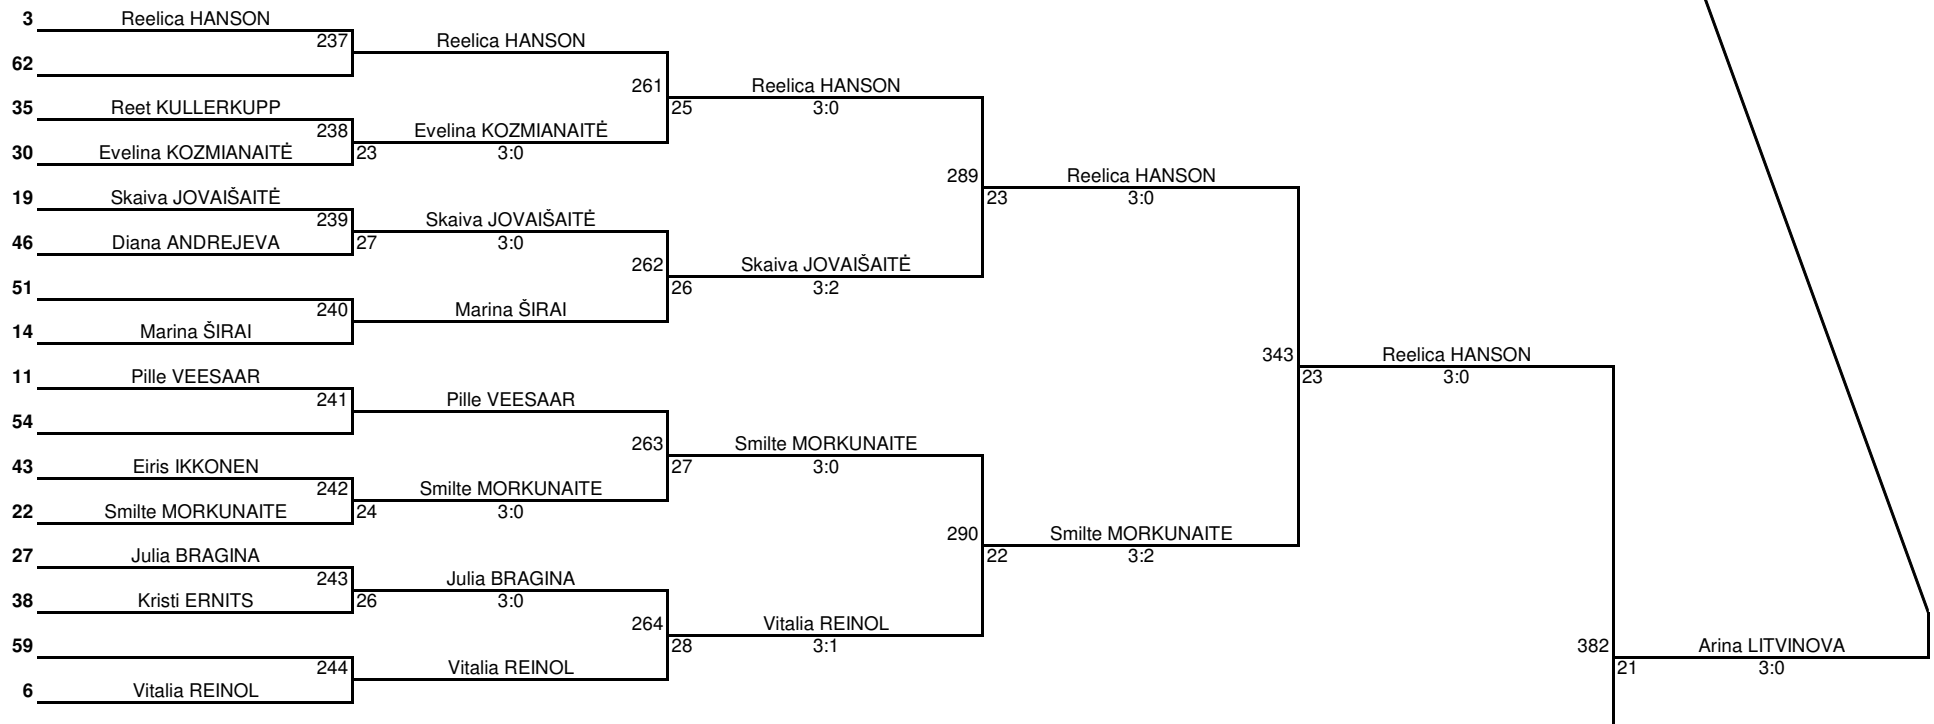 3 Reelica HANSON
237 Reelica HANSON
62
261 Reelica HANSON
35 Reet KULLERKUPP 25 3:0
238 Evelina KOZMIANAITĖ
30 Evelina KOZMIANAITĖ 23 3:0
289 Reelica HANSON
19 Skaiva JOVAIŠAITĖ 23 3:0
239 Skaiva JOVAIŠAITĖ
46 Diana ANDREJEVA 27 3:0
262 Skaiva JOVAIŠAITĖ
51 26 3:2
240 Marina ŠIRAI
14 Marina ŠIRAI
343 Reelica HANSON
11 Pille VEESAAR 23 3:0
241 Pille VEESAAR
54
263 Smilte MORKUNAITE
43 Eiris IKKONEN 27 3:0
242 Smilte MORKUNAITE
22 Smilte MORKUNAITE 24 3:0
290 Smilte MORKUNAITE
27 Julia BRAGINA 22 3:2
243 Julia BRAGINA
38 Kristi ERNITS 26 3:0
264 Vitalia REINOL
59 28 3:1 382 Arina LITVINOVA
244 Vitalia REINOL 21 3:0
6 Vitalia REINOL